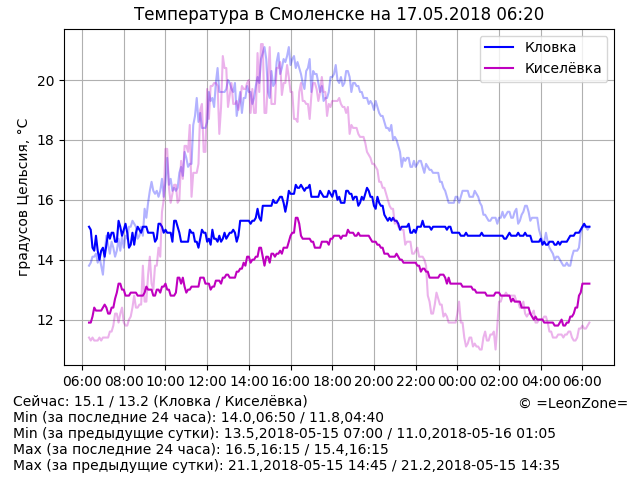 Температура в Смоленске на 17.05.2018 06:20
Кловка
Киселёвка
градусов Цельсия, °C
20
18
16
14
12
06:00 08:00 10:00 12:00 14:00 16:00 18:00 20:00 22:00 00:00 02:00 04:00 06:00
Сейчас: 15.1 / 13.2 (Кловка / Киселёвка)
© =LeonZone=
Min (за последние 24 часа): 14.0,06:50 / 11.8,04:40
Min (за предыдущие сутки): 13.5,2018-05-15 07:00 / 11.0,2018-05-16 01:05
Max (за последние 24 часа): 16.5,16:15 / 15.4,16:15
Max (за предыдущие сутки): 21.1,2018-05-15 14:45 / 21.2,2018-05-15 14:35